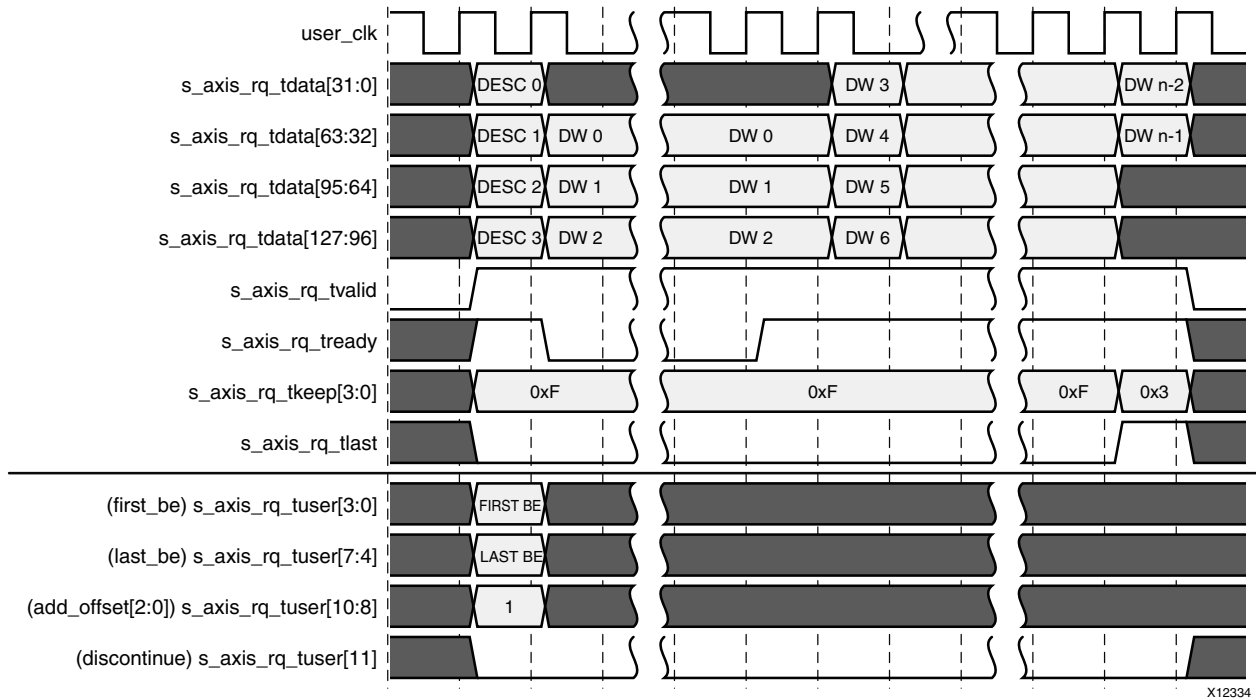 user_clk
s_axis_rq_tdata[31:0] DESC 0 DW 3 DW n-2
s_axis_rq_tdata[63:32] DESC 1 DW 0 DW 0 DW 4 DW n-1
s_axis_rq_tdata[95:64] DESC 2 DW 1 DW 1 DW 5
s_axis_rq_tdata[127:96] DESC 3 DW 2 DW 2 DW 6
s_axis_rq_tvalid
s_axis_rq_tready
s_axis_rq_tkeep[3:0] 0xF 0xF 0xF 0x3
s_axis_rq_tlast
(first_be) s_axis_rq_tuser[3:0] FIRST BE
(last_be) s_axis_rq_tuser[7:4] LAST BE
(add_offset[2:0]) s_axis_rq_tuser[10:8] 1
(discontinue) s_axis_rq_tuser[11]
X12334